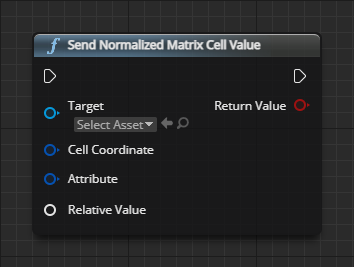 Send Normalized Matrix Cell Value
Target Return Value
Select Asset
Cell Coordinate
Attribute
Relative Value